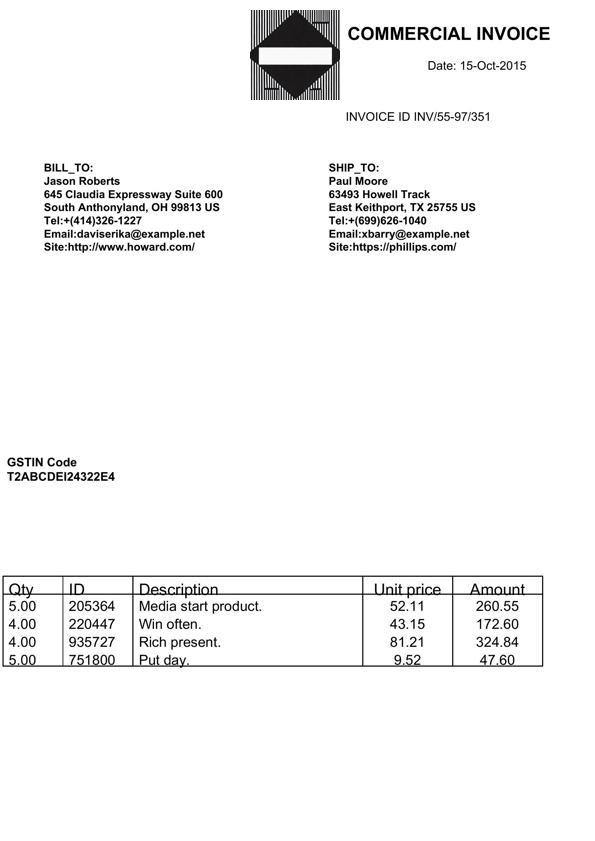 COMMERCIAL INVOICE
Date: 15-Oct-2015
INVOICE ID INV/55-97/351
BILL_TO:
Jason Roberts
645 Claudia Expressway Suite 600
South Anthonyland, OH 99813 US
Tel:+(414)326-1227
Email:daviserika@example.net
Site:http://www.howard.com/
SHIP_TO:
Paul Moore
63493 Howell Track
East Keithport, TX 25755 US
Tel:+(699)626-1040
Email:xbarry@example.net
Site:https://phillips.com/
GSTIN Code
T2ABCDEI24322E4
Qty ID Description Unit price Amount
5.00 205364 Media start product. 52.11 260.55
4.00 220447 Win often. 43.15 172.60
4.00 935727 Rich present. 81.21 324.84
5.00 751800 Put day. 9.52 47.60